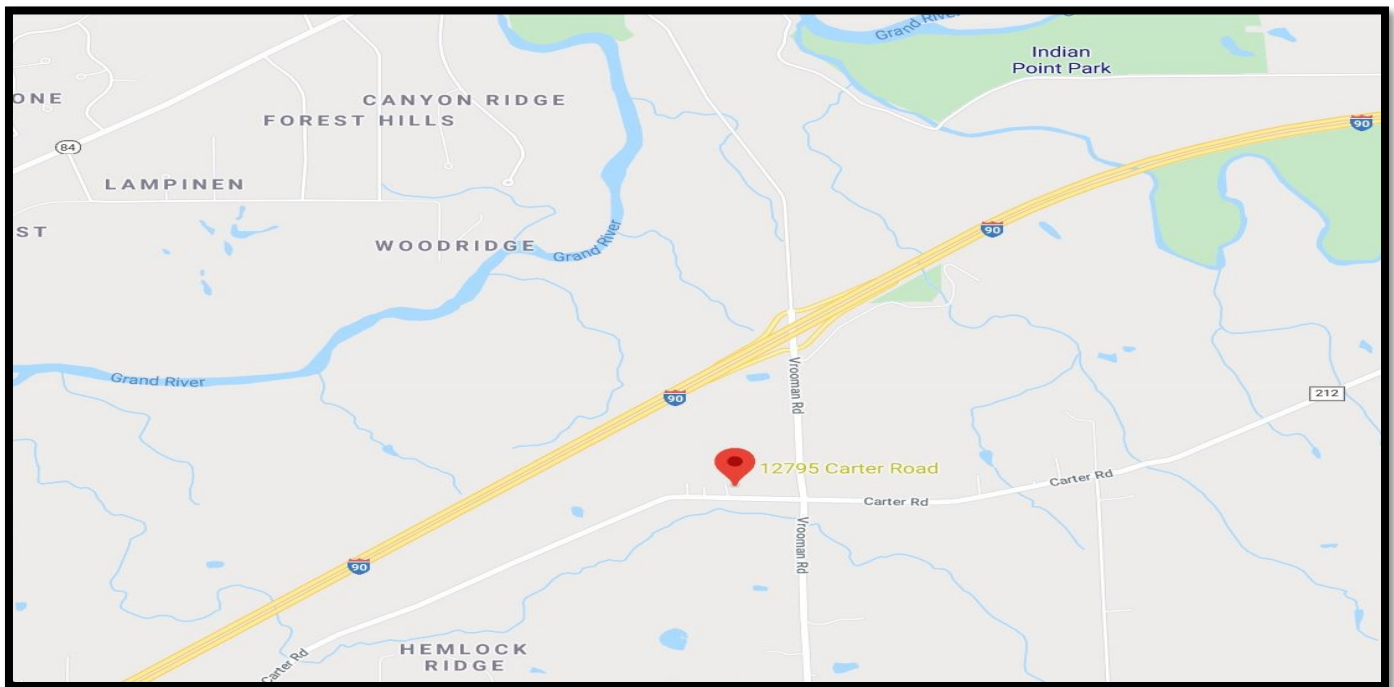 Grand River
Indian
Point Park
ONE
CANYON RIDGE
FOREST HILLS
90
84
LAMPINEN
ST
WOODRIDGE
Grand River
90
Grand River
Vrooman Rd
212
90
12795 Carter Road
Carter Rd
Carter Rd
Vrooman Rd
90
HEMLOCK
RIDGE
Carter Rd